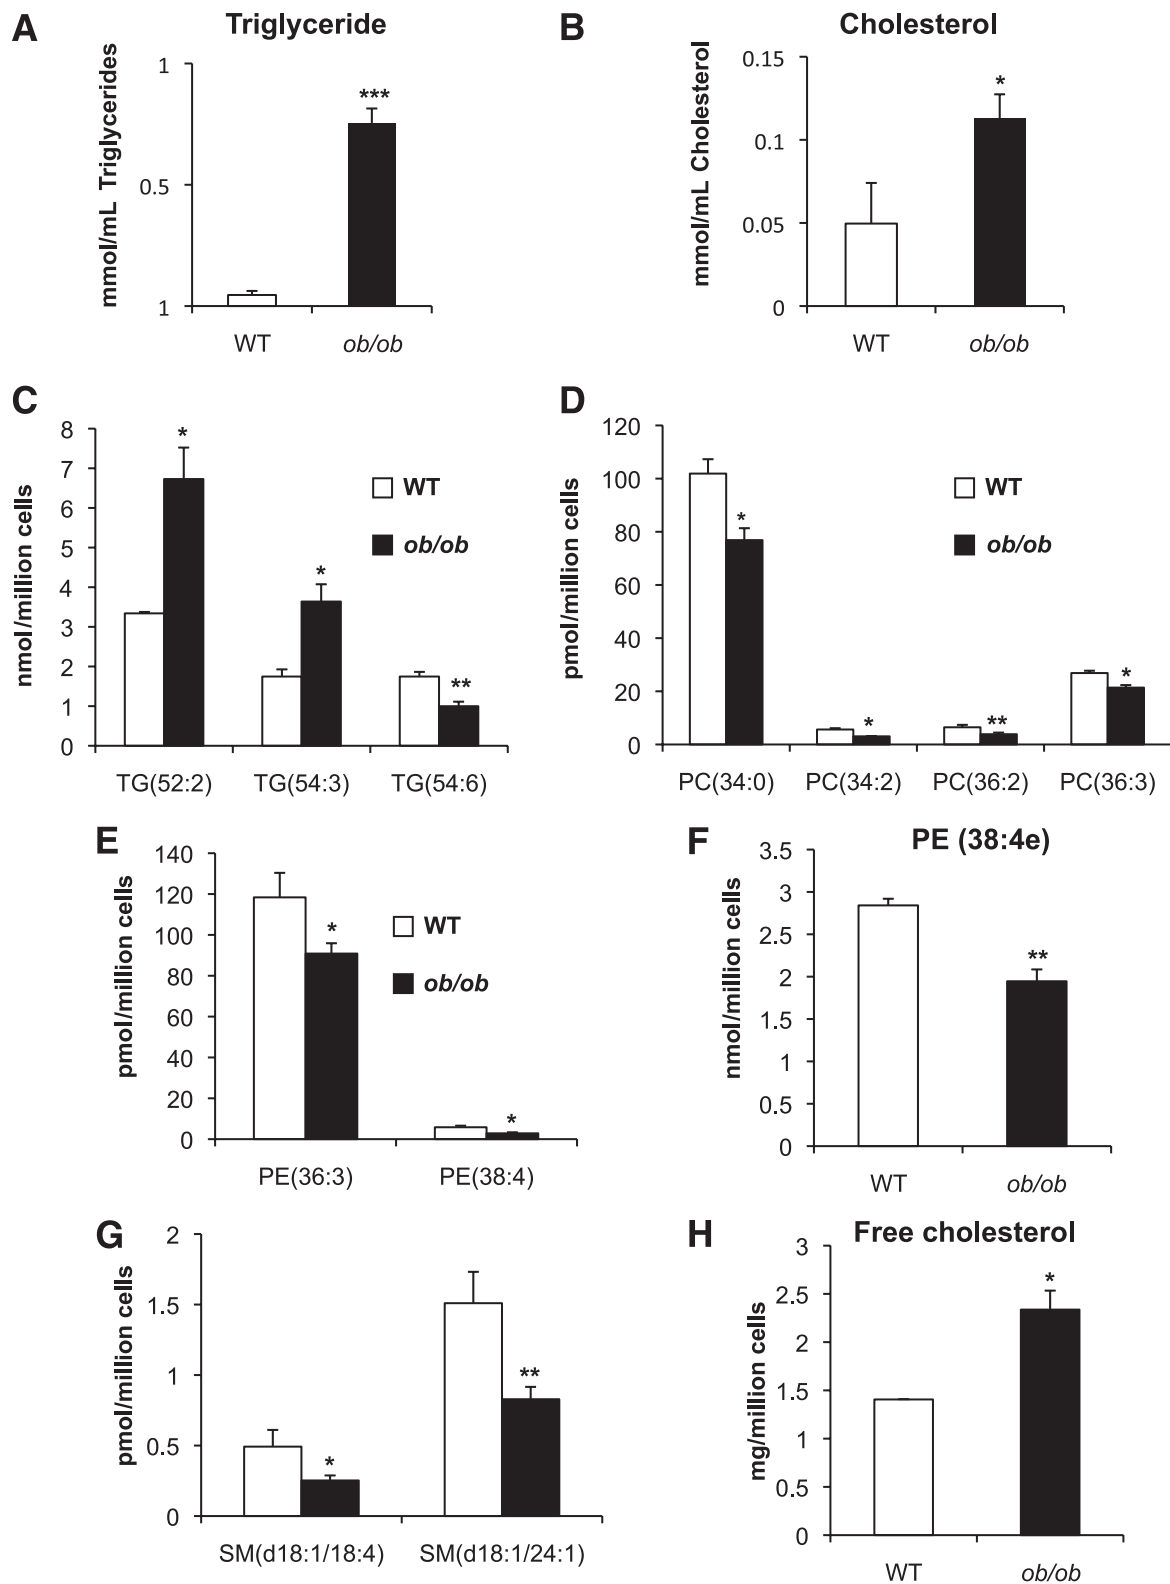 A
Triglyceride
mmol/mL Triglycerides
1
0.5
1
***
WT
ob/ob
B
Cholesterol
mmol/mL Cholesterol
0.15
0.1
0.05
0
*
WT
ob/ob
C
nmol/million cells
8
7
6
5
4
3
2
1
0
*
*
**
WT
ob/ob
TG(52:2)
TG(54:3)
TG(54:6)
D
pmol/million cells
120
100
80
60
40
20
0
*
*
**
*
WT
ob/ob
PC(34:0)
PC(34:2)
PC(36:2)
PC(36:3)
E
pmol/million cells
140
120
100
80
60
40
20
0
*
*
WT
ob/ob
PE(36:3)
PE(38:4)
F
PE (38:4e)
nmol/million cells
3.5
3
2.5
2
1.5
1
0.5
0
**
WT
ob/ob
G
pmol/million cells
2
1.5
1
0.5
0
*
**
SM(d18:1/18:4)
SM(d18:1/24:1)
H
Free cholesterol
mg/million cells
3
2.5
2
1.5
1
0.5
0
*
WT
ob/ob